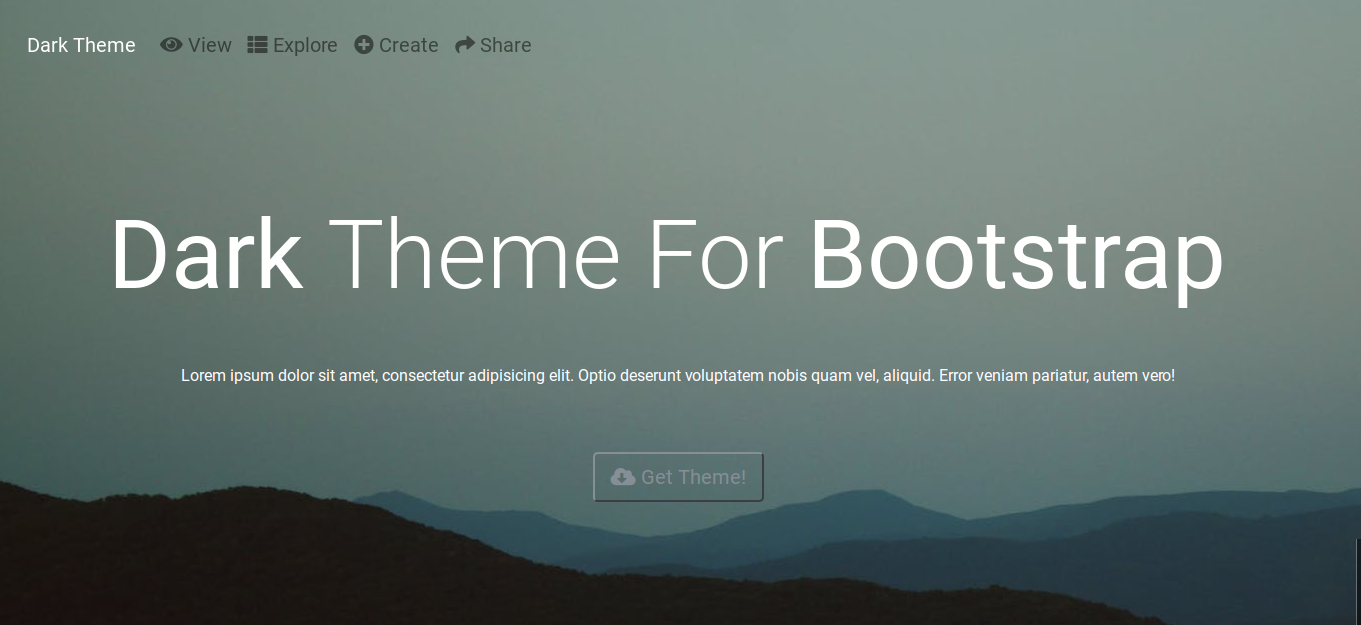 Dark Theme View Explore Create Share
Dark Theme For Bootstrap
Lorem ipsum dolor sit amet, consectetur adipisicing elit. Optio deserunt voluptatem nobis quam vel, aliquid. Error veniam pariatur, autem vero!
Get Theme!